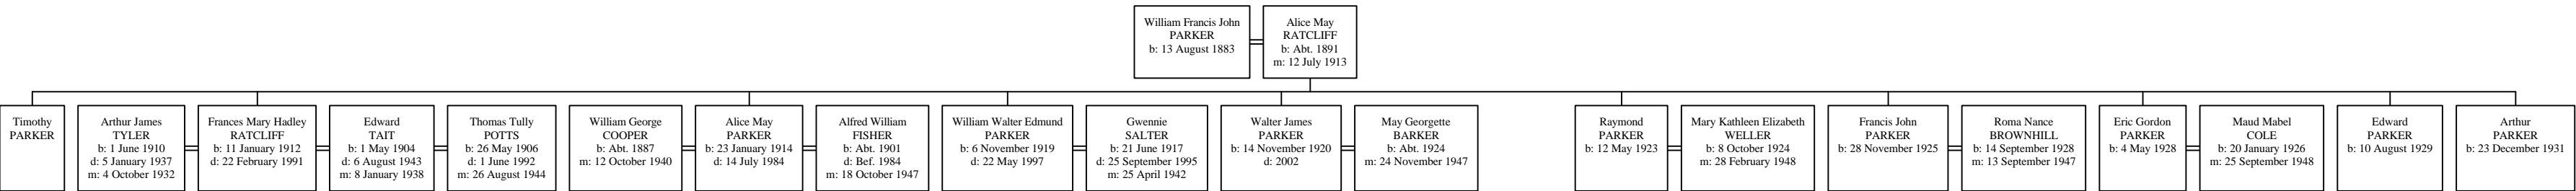 William Francis John
PARKER
b: 13 August 1883
Alice May
RATCLIFF
b: Abt. 1891
m: 12 July 1913
Timothy
PARKER
Arthur James
TYLER
b: 1 June 1910
d: 5 January 1937
m: 4 October 1932
Frances Mary Hadley
RATCLIFF
b: 11 January 1912
d: 22 February 1991
Edward
TAIT
b: 1 May 1904
d: 6 August 1943
m: 8 January 1938
Thomas Tully
POTTS
b: 26 May 1906
d: 1 June 1992
m: 26 August 1944
William George
COOPER
b: Abt. 1887
m: 12 October 1940
Alice May
PARKER
b: 23 January 1914
d: 14 July 1984
Alfred William
FISHER
b: Abt. 1901
d: Bef. 1984
m: 18 October 1947
William Walter Edmund
PARKER
b: 6 November 1919
d: 22 May 1997
Gwennie
SALTER
b: 21 June 1917
d: 25 September 1995
m: 25 April 1942
Walter James
PARKER
b: 14 November 1920
d: 2002
May Georgette
BARKER
b: Abt. 1924
m: 24 November 1947
Raymond
PARKER
b: 12 May 1923
Mary Kathleen Elizabeth
WELLER
b: 8 October 1924
m: 28 February 1948
Francis John
PARKER
b: 28 November 1925
Roma Nance
BROWNHILL
b: 14 September 1928
m: 13 September 1947
Eric Gordon
PARKER
b: 4 May 1928
Maud Mabel
COLE
b: 20 January 1926
m: 25 September 1948
Edward
PARKER
b: 10 August 1929
Arthur
PARKER
b: 23 December 1931